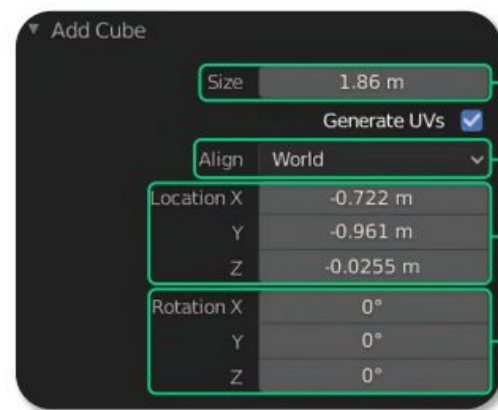 Add Cube
Size 1.86 m
Generate UVs
Align World
Location X -0.722 m
Y -0.961 m
Z -0.0255 m
Rotation X 0°
Y 0°
Z 0°